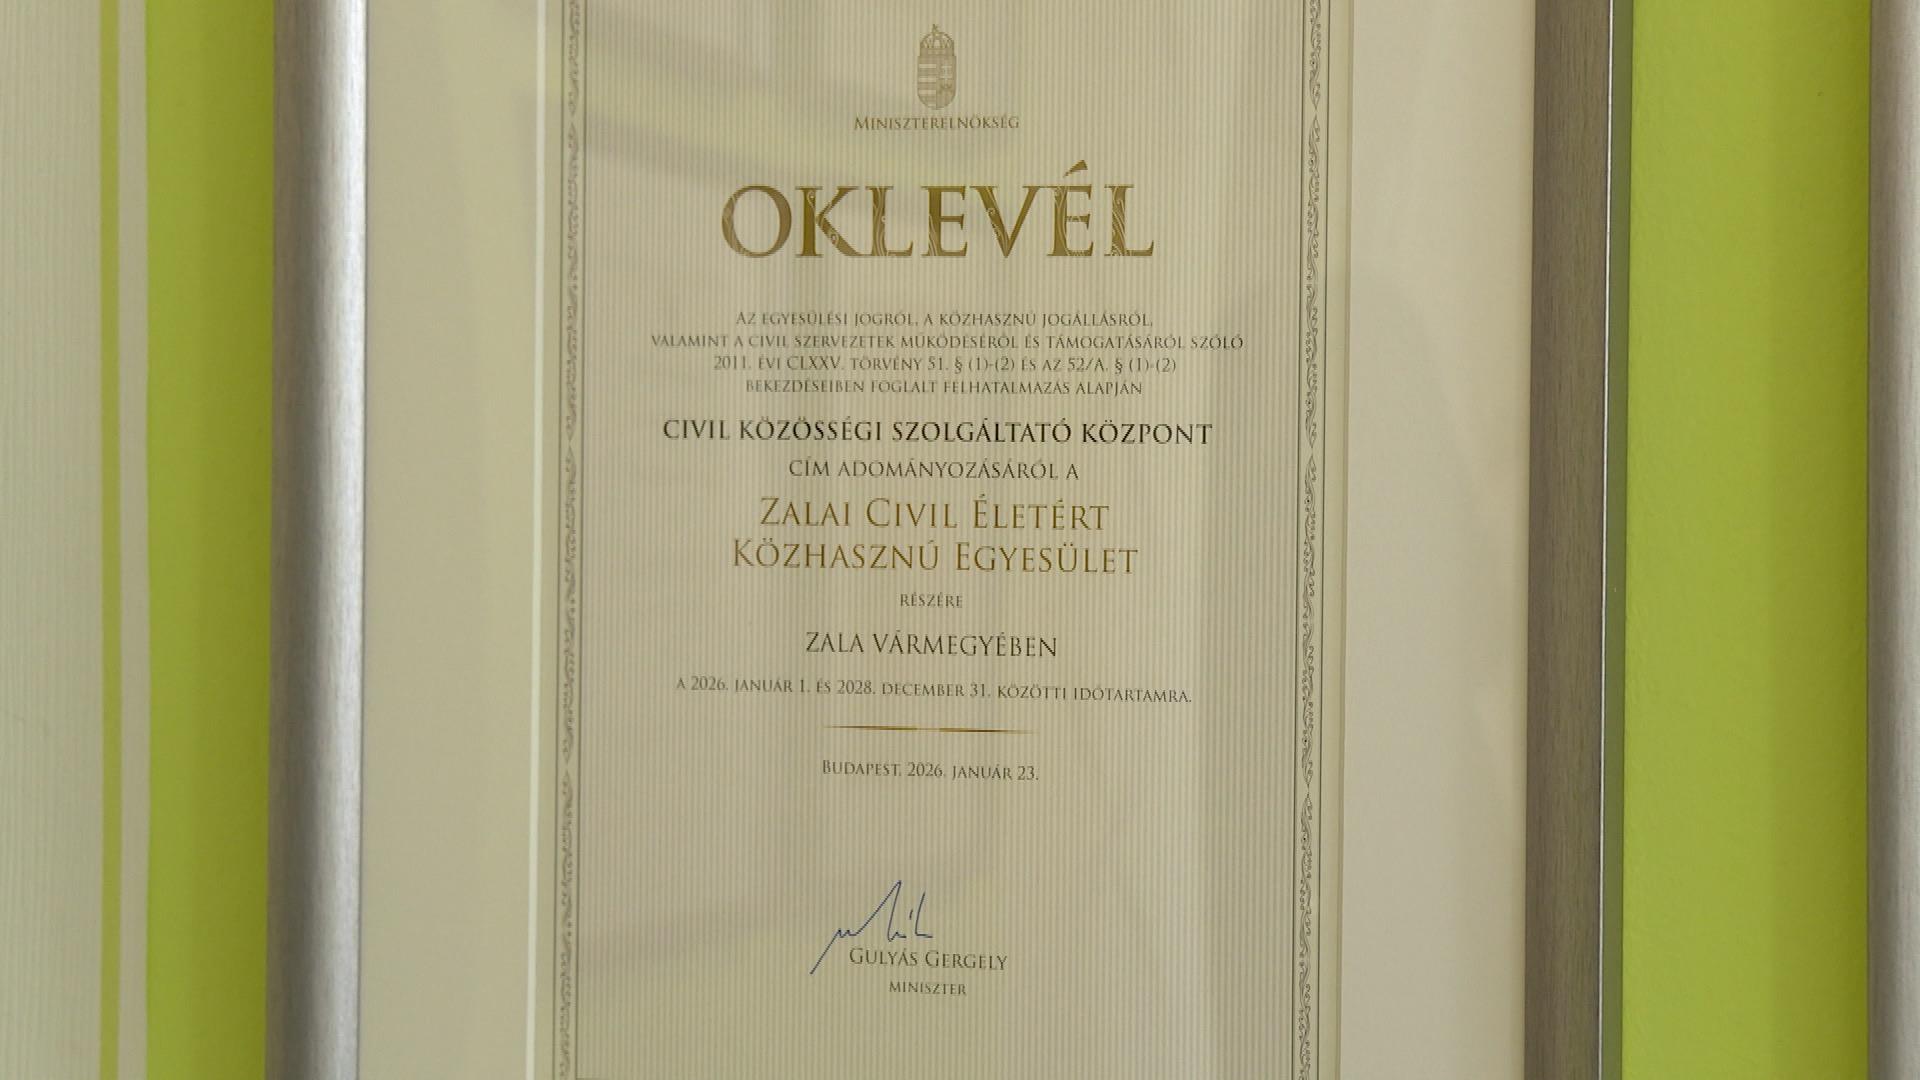 MINISZTERELNÖKSÉG
OKLEVÉL
AZ EGYESÜLÉSI JOGRÓL, A KÖZHASZNÚ JOGÁLLÁSRÓL,
VALAMINT A CIVIL SZERVEZETEK MŰKÖDÉSÉRŐL ÉS TÁMOGATÁSÁRÓL SZÓLÓ
2011. ÉVI CLXXV. TÖRVÉNY 51. § (1)-(2) ÉS AZ 52/A. § (1)-(2)
BEKEZDÉSEIBEN FOGLALT FELHATALMAZÁS ALAPJÁN
CIVIL KÖZÖSSÉGI SZOLGÁLTATÓ KÖZPONT
CÍM ADOMÁNYOZÁSÁRÓL A
ZALAI CIVIL ÉLETÉRT
KÖZHASZNÚ EGYESÜLET
RÉSZÉRE
ZALA VÁRMEGYÉBEN
A 2026. JANUÁR 1. ÉS 2028. DECEMBER 31. KÖZÖTTI IDŐTARTAMRA.
BUDAPEST, 2026. JANUÁR 23.
GULYÁS GERGELY
MINISZTER